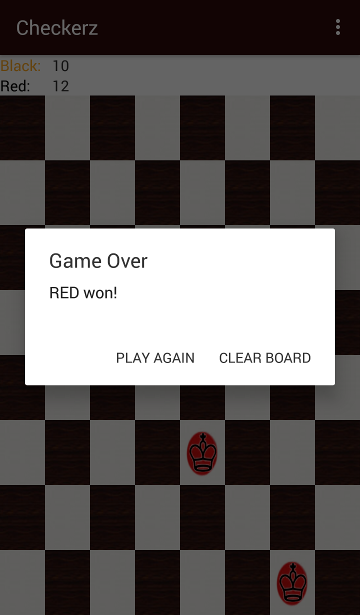 Checkerz
Black: 10
Red: 12
Game Over
RED won!
PLAY AGAIN CLEAR BOARD